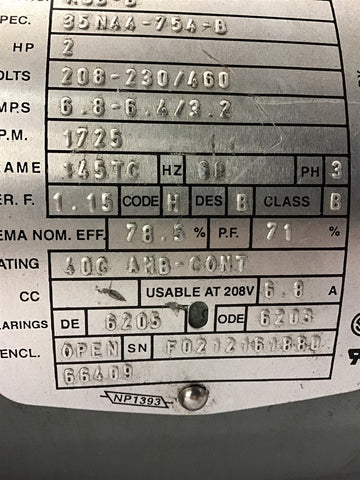 PEC. 35N44-754-B
HP 2
OLTS 208-230/460
MPS 6.8-6.4/3.2
P.M. 1725
AME 145TC HZ 60 PH 3
ER. F. 1.15 CODE H DES B CLASS B
EMA NOM. EFF. 78.5 % P.F. 71 %
ATING 40C AMB-CONT
CC USABLE AT 208V 6.8 A
EARINGS DE 6205 ODE 6203
ENCL. OPEN SN F0212161880
66409
NP1393